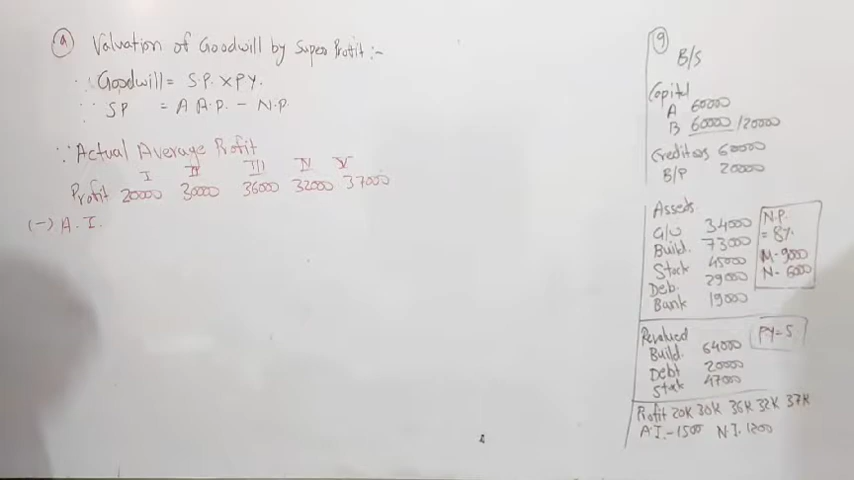 a Valuation of Goodwill by Super Profit :-
∵ Goodwill = S.P. X P.Y.
∵ SP = A A.P. - N.P.
∵ Actual Average Profit
I II III IV V
Profit 20000 30000 36000 32000 37000
(-) A. I.
9
B/S
Capital
A 60000
B 60000 /120000
Creditors 60000
B/P 20000
Assets
G/W 34000
Build. 73000
Stock 45000
Deb. 29000
Bank 19000
N.P. = 8%
M - 9000
N - 6000
Revalued
Build. 64000
Debt 20000
Stock 47000
PY = 5
Profit 20K 30K 36K 32K 37K
A.I. - 1500 N.I. 1200